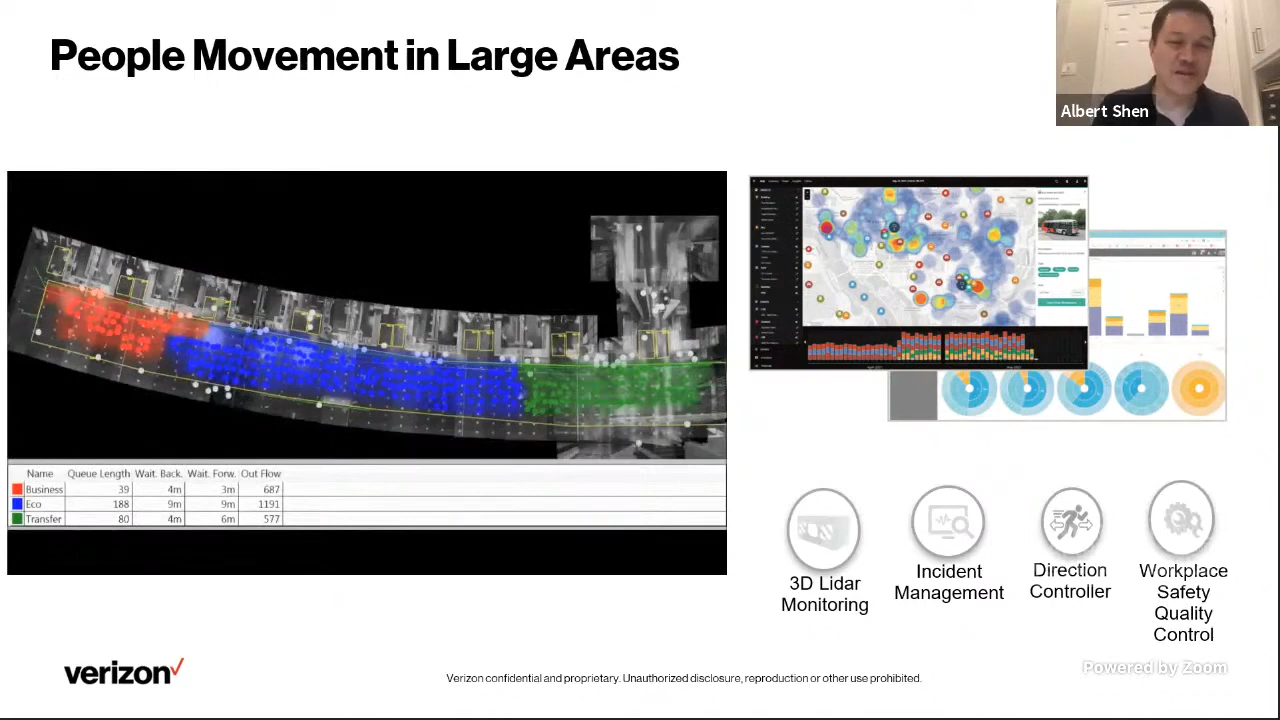 People Movement in Large Areas
Albert Shen
Name Queue Length Wait. Back. Wait. Forw. Out Flow
Business 39 4m 3m 687
Eco 188 9m 9m 1191
Transfer 80 4m 6m 577
3D Lidar
Monitoring
Incident
Management
Direction
Controller
Workplace
Safety
Quality
Control
verizon
Verizon confidential and proprietary. Unauthorized disclosure, reproduction or other use prohibited.
Powered by Zoom